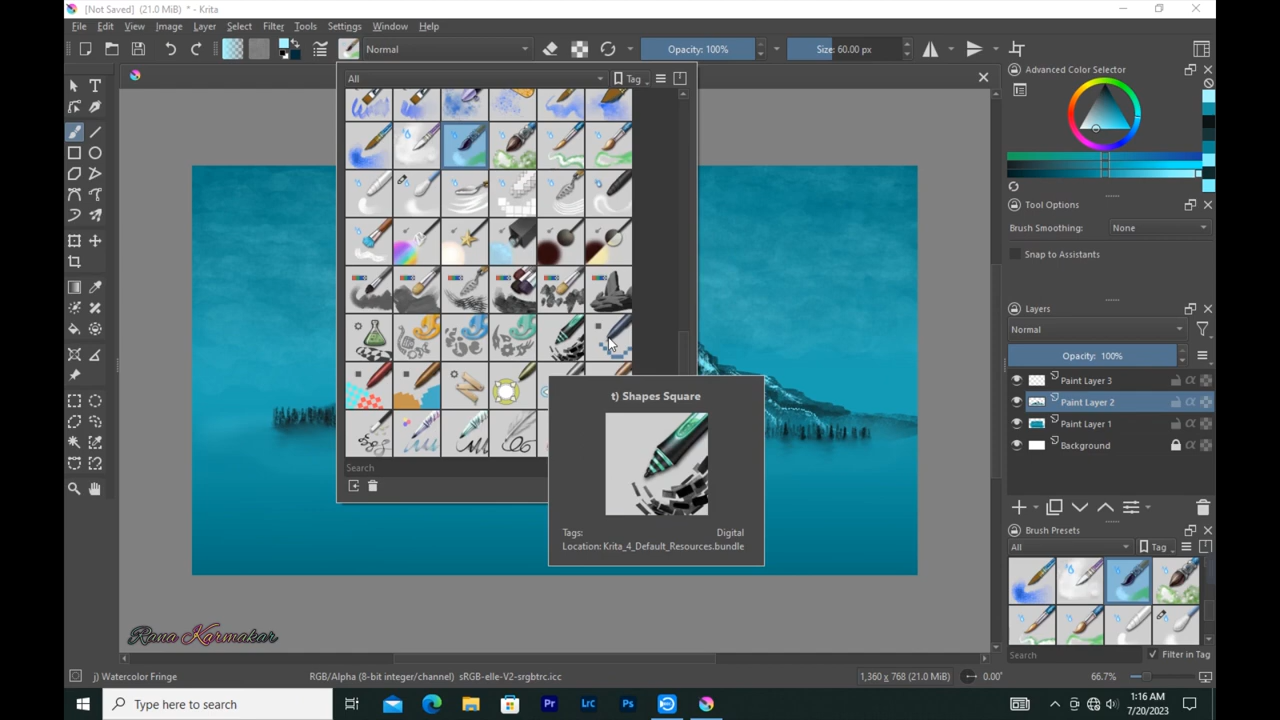 [Not Saved] (21.0 MiB) * - Krita
File Edit View Image Layer Select Filter Tools Settings Window Help
Normal
Opacity: 100%
Size: 60.00 px
All
Tag
Advanced Color Selector
Tool Options
Brush Smoothing: None
Snap to Assistants
Layers
Normal
Opacity: 100%
Paint Layer 3
Paint Layer 2
Paint Layer 1
Background
Search
t) Shapes Square
Tags: Digital
Location: Krita_4_Default_Resources.bundle
Brush Presets
All
Tag
Search
Filter in Tag
Rana Karmakar
j) Watercolor Fringe
RGB/Alpha (8-bit integer/channel) sRGB-elle-V2-srgbtrc.icc
1,360 x 768 (21.0 MiB)
0.00°
66.7%
Type here to search
Pr
Lrc
Ps
1:16 AM
7/20/2023